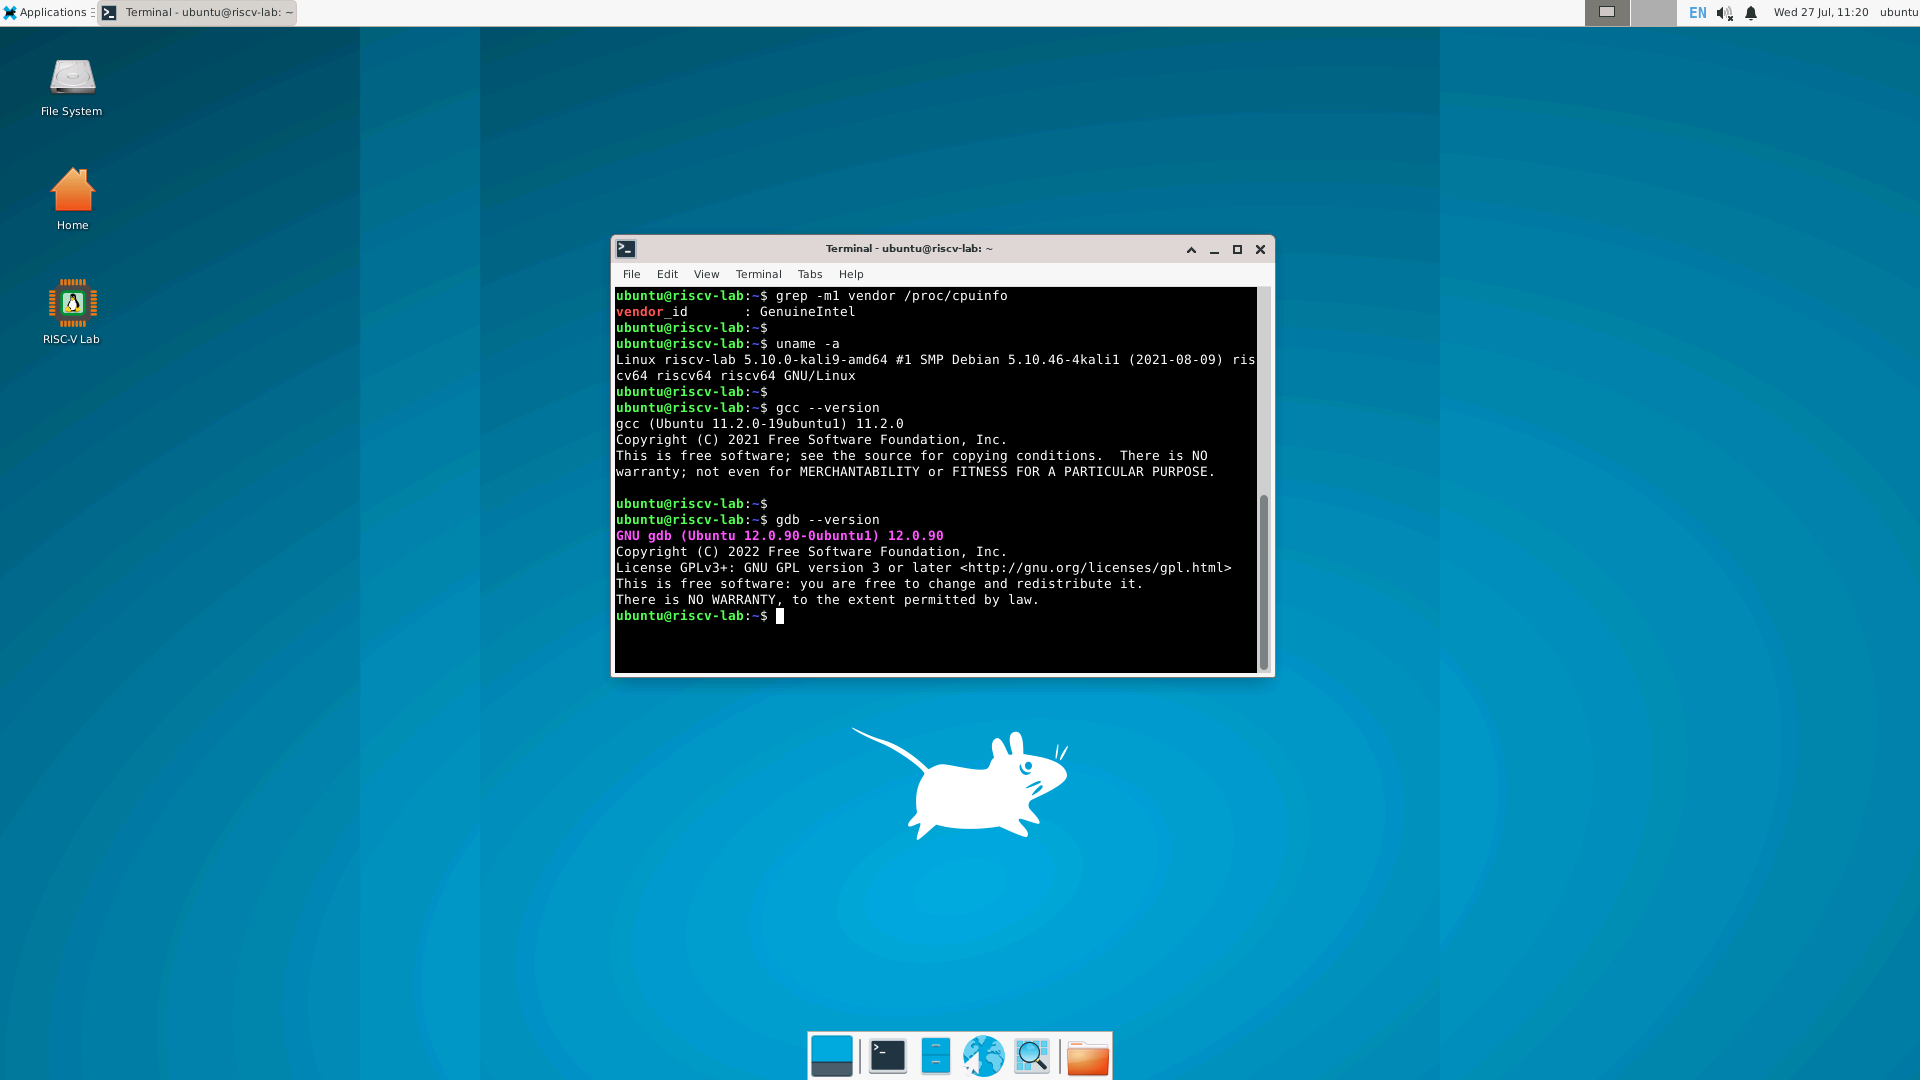 Applications
Terminal - ubuntu@riscv-lab: ~
EN
Wed 27 Jul, 11:20
ubuntu
File System
Home
RISC-V Lab
Terminal - ubuntu@riscv-lab: ~
File Edit View Terminal Tabs Help
ubuntu@riscv-lab:~$ grep -m1 vendor /proc/cpuinfo
vendor_id       : GenuineIntel
ubuntu@riscv-lab:~$
ubuntu@riscv-lab:~$ uname -a
Linux riscv-lab 5.10.0-kali9-amd64 #1 SMP Debian 5.10.46-4kali1 (2021-08-09) ris
cv64 riscv64 riscv64 GNU/Linux
ubuntu@riscv-lab:~$
ubuntu@riscv-lab:~$ gcc --version
gcc (Ubuntu 11.2.0-19ubuntu1) 11.2.0
Copyright (C) 2021 Free Software Foundation, Inc.
This is free software; see the source for copying conditions.  There is NO
warranty; not even for MERCHANTABILITY or FITNESS FOR A PARTICULAR PURPOSE.
ubuntu@riscv-lab:~$
ubuntu@riscv-lab:~$ gdb --version
GNU gdb (Ubuntu 12.0.90-0ubuntu1) 12.0.90
Copyright (C) 2022 Free Software Foundation, Inc.
License GPLv3+: GNU GPL version 3 or later <http://gnu.org/licenses/gpl.html>
This is free software: you are free to change and redistribute it.
There is NO WARRANTY, to the extent permitted by law.
ubuntu@riscv-lab:~$